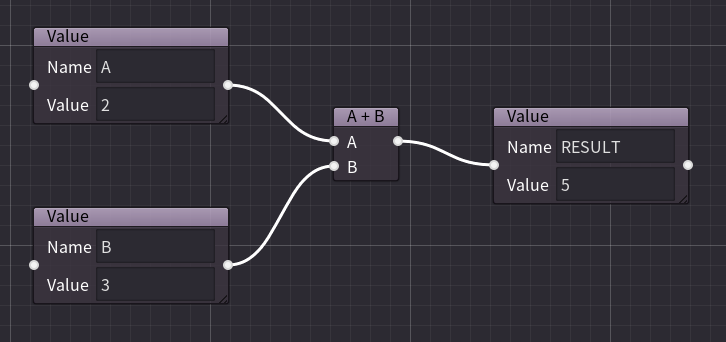 Value
Name A
Value 2
A + B
A
B
Value
Name RESULT
Value 5
Value
Name B
Value 3